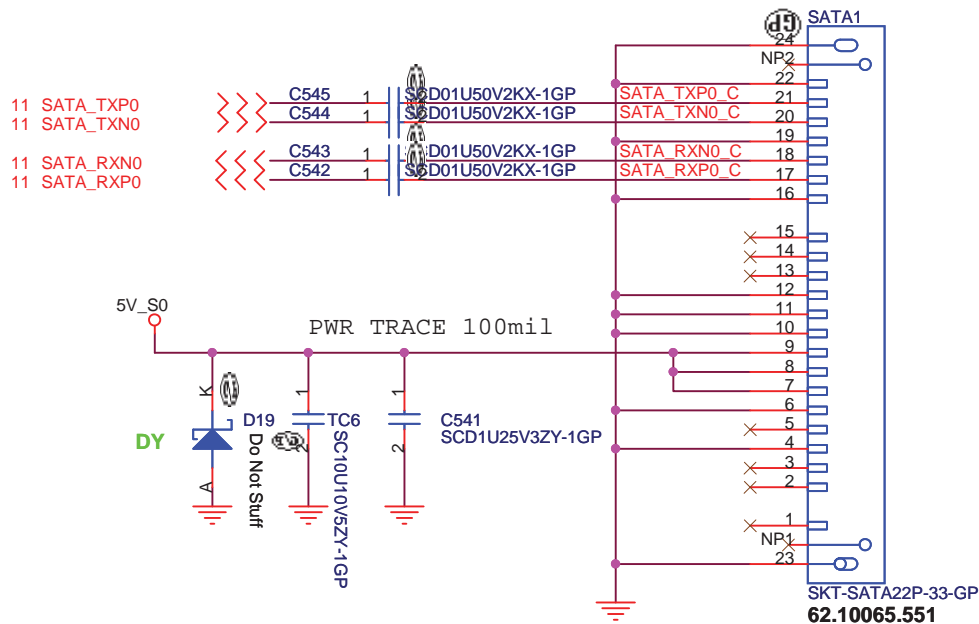 SATA1
GP
24
NP2
22
11 SATA_TXP0 C545 1 SCD01U50V2KX-1GP SATA_TXP0_C 21
11 SATA_TXN0 C544 1 SCD01U50V2KX-1GP SATA_TXN0_C 20
19
11 SATA_RXN0 C543 1 SCD01U50V2KX-1GP SATA_RXN0_C 18
11 SATA_RXP0 C542 1 2 SCD01U50V2KX-1GP SATA_RXP0_C 17
16
15
14
13
12
5V_S0
11
PWR TRACE 100mil
10
9
8
7
K 1 1
6
DY D19 TC6 C541
5
Do Not Stuff SC10U10V5ZY-1GP SCD1U25V3ZY-1GP
4
2 2
3
A
2
1
NP1
23
SKT-SATA22P-33-GP
62.10065.551